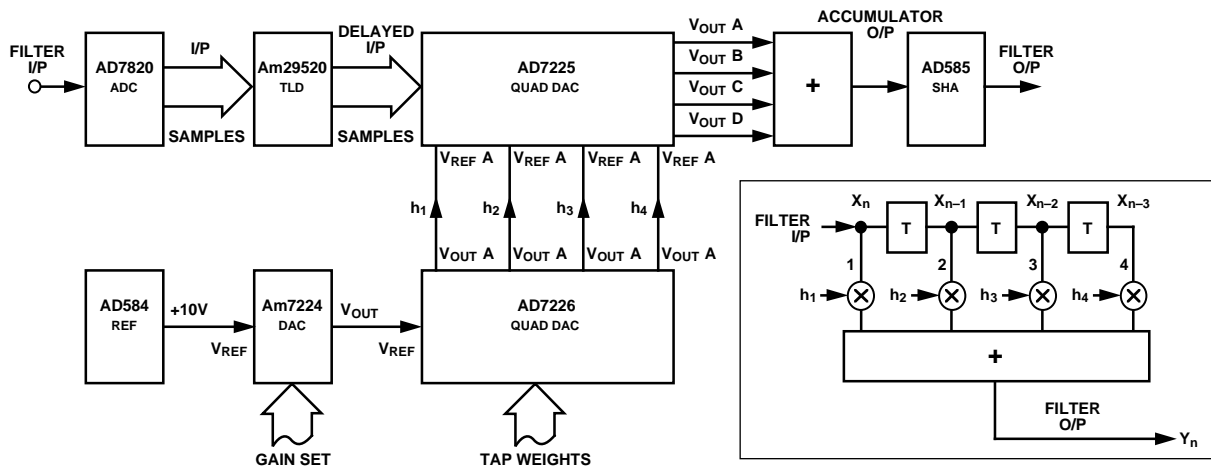 FILTER
I/P
AD7820
ADC
I/P
SAMPLES
Am29520
TLD
DELAYED
I/P
SAMPLES
AD7225
QUAD DAC
VOUT A
VOUT B
VOUT C
VOUT D
+
ACCUMULATOR
O/P
AD585
SHA
FILTER
O/P
VREF A
VREF A
VREF A
VREF A
h1
h2
h3
h4
VOUT A
VOUT A
VOUT A
VOUT A
AD584
REF
+10V
VREF
Am7224
DAC
VOUT
VREF
AD7226
QUAD DAC
GAIN SET
TAP WEIGHTS
Xn
Xn–1
Xn–2
Xn–3
FILTER
I/P
T
T
T
1
2
3
4
h1
h2
h3
h4
+
FILTER
O/P
Yn